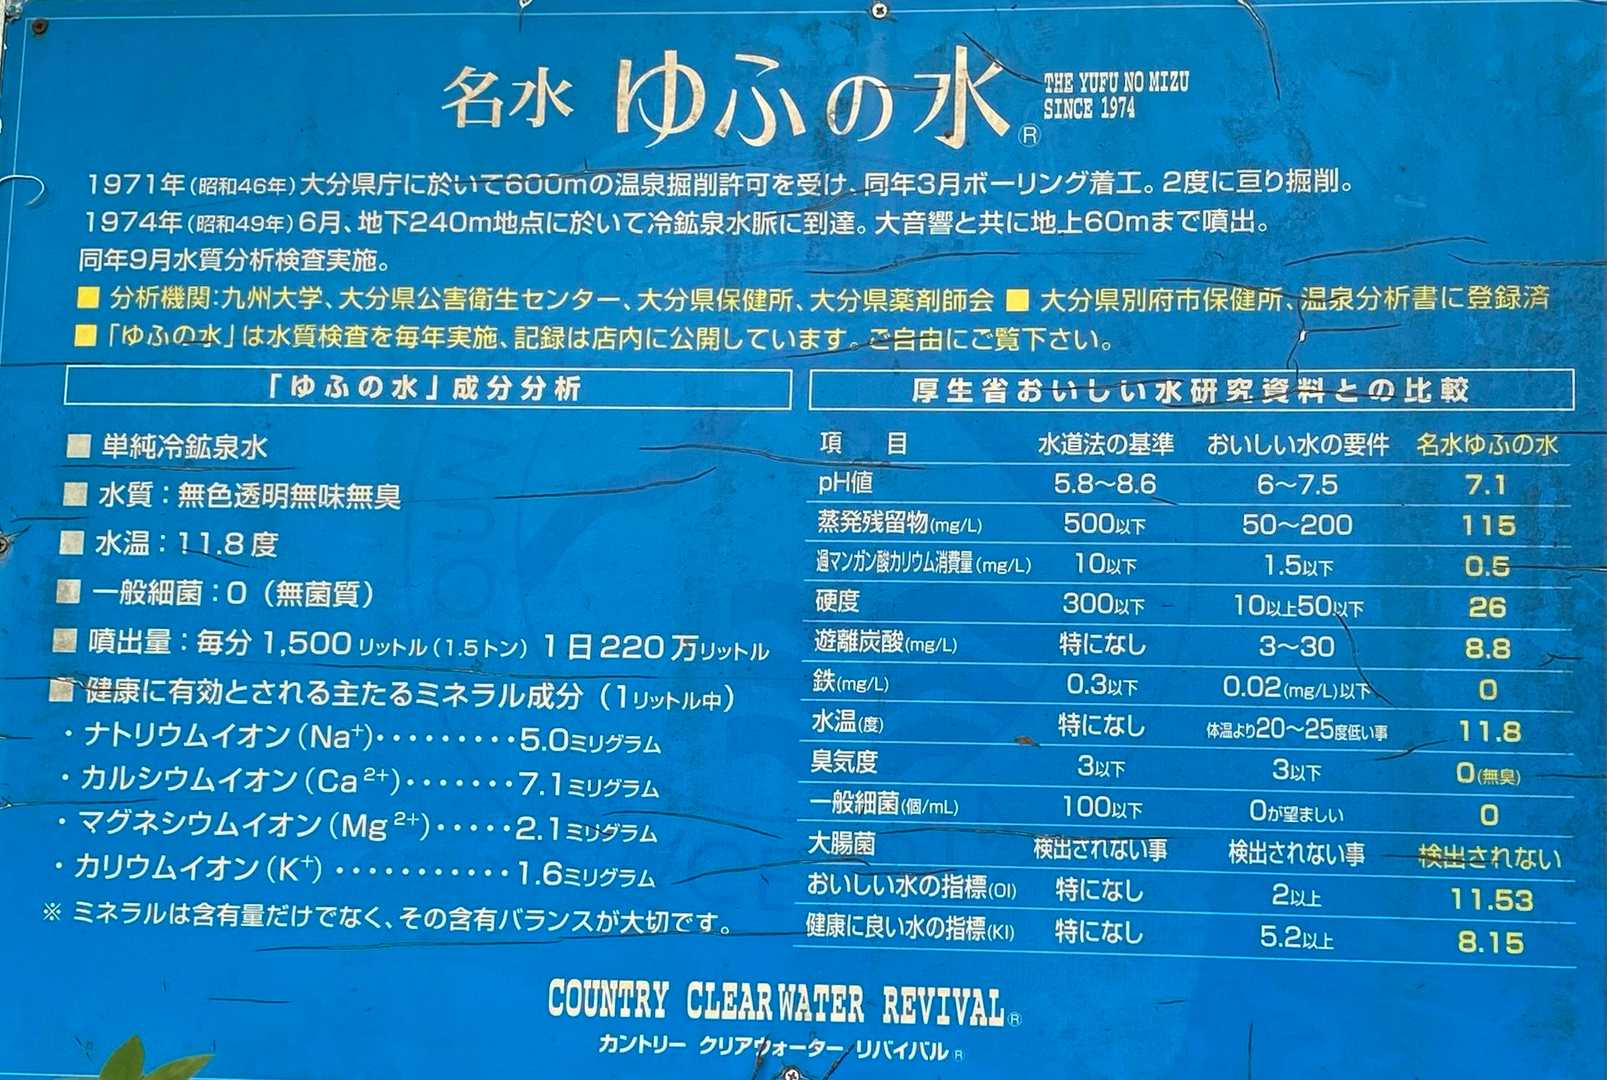 名水 ゆふの水® THE YUFU NO MIZU
SINCE 1974
1971年(昭和46年)大分県庁に於いて600mの温泉掘削許可を受け、同年3月ボーリング着工。2度に亘り掘削。
1974年(昭和49年)6月、地下240m地点に於いて冷鉱泉水脈に到達。大音響と共に地上60mまで噴出。
同年9月水質分析検査実施。
■ 分析機関:九州大学、大分県公害衛生センター、大分県保健所、大分県薬剤師会 ■ 大分県別府市保健所、温泉分析書に登録済
■ 「ゆふの水」は水質検査を毎年実施、記録は店内に公開しています。ご自由にご覧下さい。
「ゆふの水」成分分析
■ 単純冷鉱泉水
■ 水質:無色透明無味無臭
■ 水温:11.8度
■ 一般細菌:0(無菌質)
■ 噴出量:毎分1,500リットル(1.5トン) 1日220万リットル
■ 健康に有効とされる主たるミネラル成分(1リットル中)
・ナトリウムイオン(Na⁺)・・・・・・・・・5.0ミリグラム
・カルシウムイオン(Ca²⁺)・・・・・・・7.1ミリグラム
・マグネシウムイオン(Mg²⁺)・・・・・2.1ミリグラム
・カリウムイオン(K⁺)・・・・・・・・・・・1.6ミリグラム
※ ミネラルは含有量だけでなく、その含有バランスが大切です。
厚生省おいしい水研究資料との比較
項 目 水道法の基準 おいしい水の要件 名水ゆふの水
pH値 5.8〜8.6 6〜7.5 7.1
蒸発残留物(mg/L) 500以下 50〜200 115
過マンガン酸カリウム消費量(mg/L) 10以下 1.5以下 0.5
硬度 300以下 10以上50以下 26
遊離炭酸(mg/L) 特になし 3〜30 8.8
鉄(mg/L) 0.3以下 0.02(mg/L)以下 0
水温(度) 特になし 体温より20〜25度低い事 11.8
臭気度 3以下 3以下 0(無臭)
一般細菌(個/mL) 100以下 0が望ましい 0
大腸菌 検出されない事 検出されない事 検出されない
おいしい水の指標(OI) 特になし 2以上 11.53
健康に良い水の指標(KI) 特になし 5.2以上 8.15
COUNTRY CLEAR WATER REVIVAL®
カントリー クリアウォーター リバイバル®